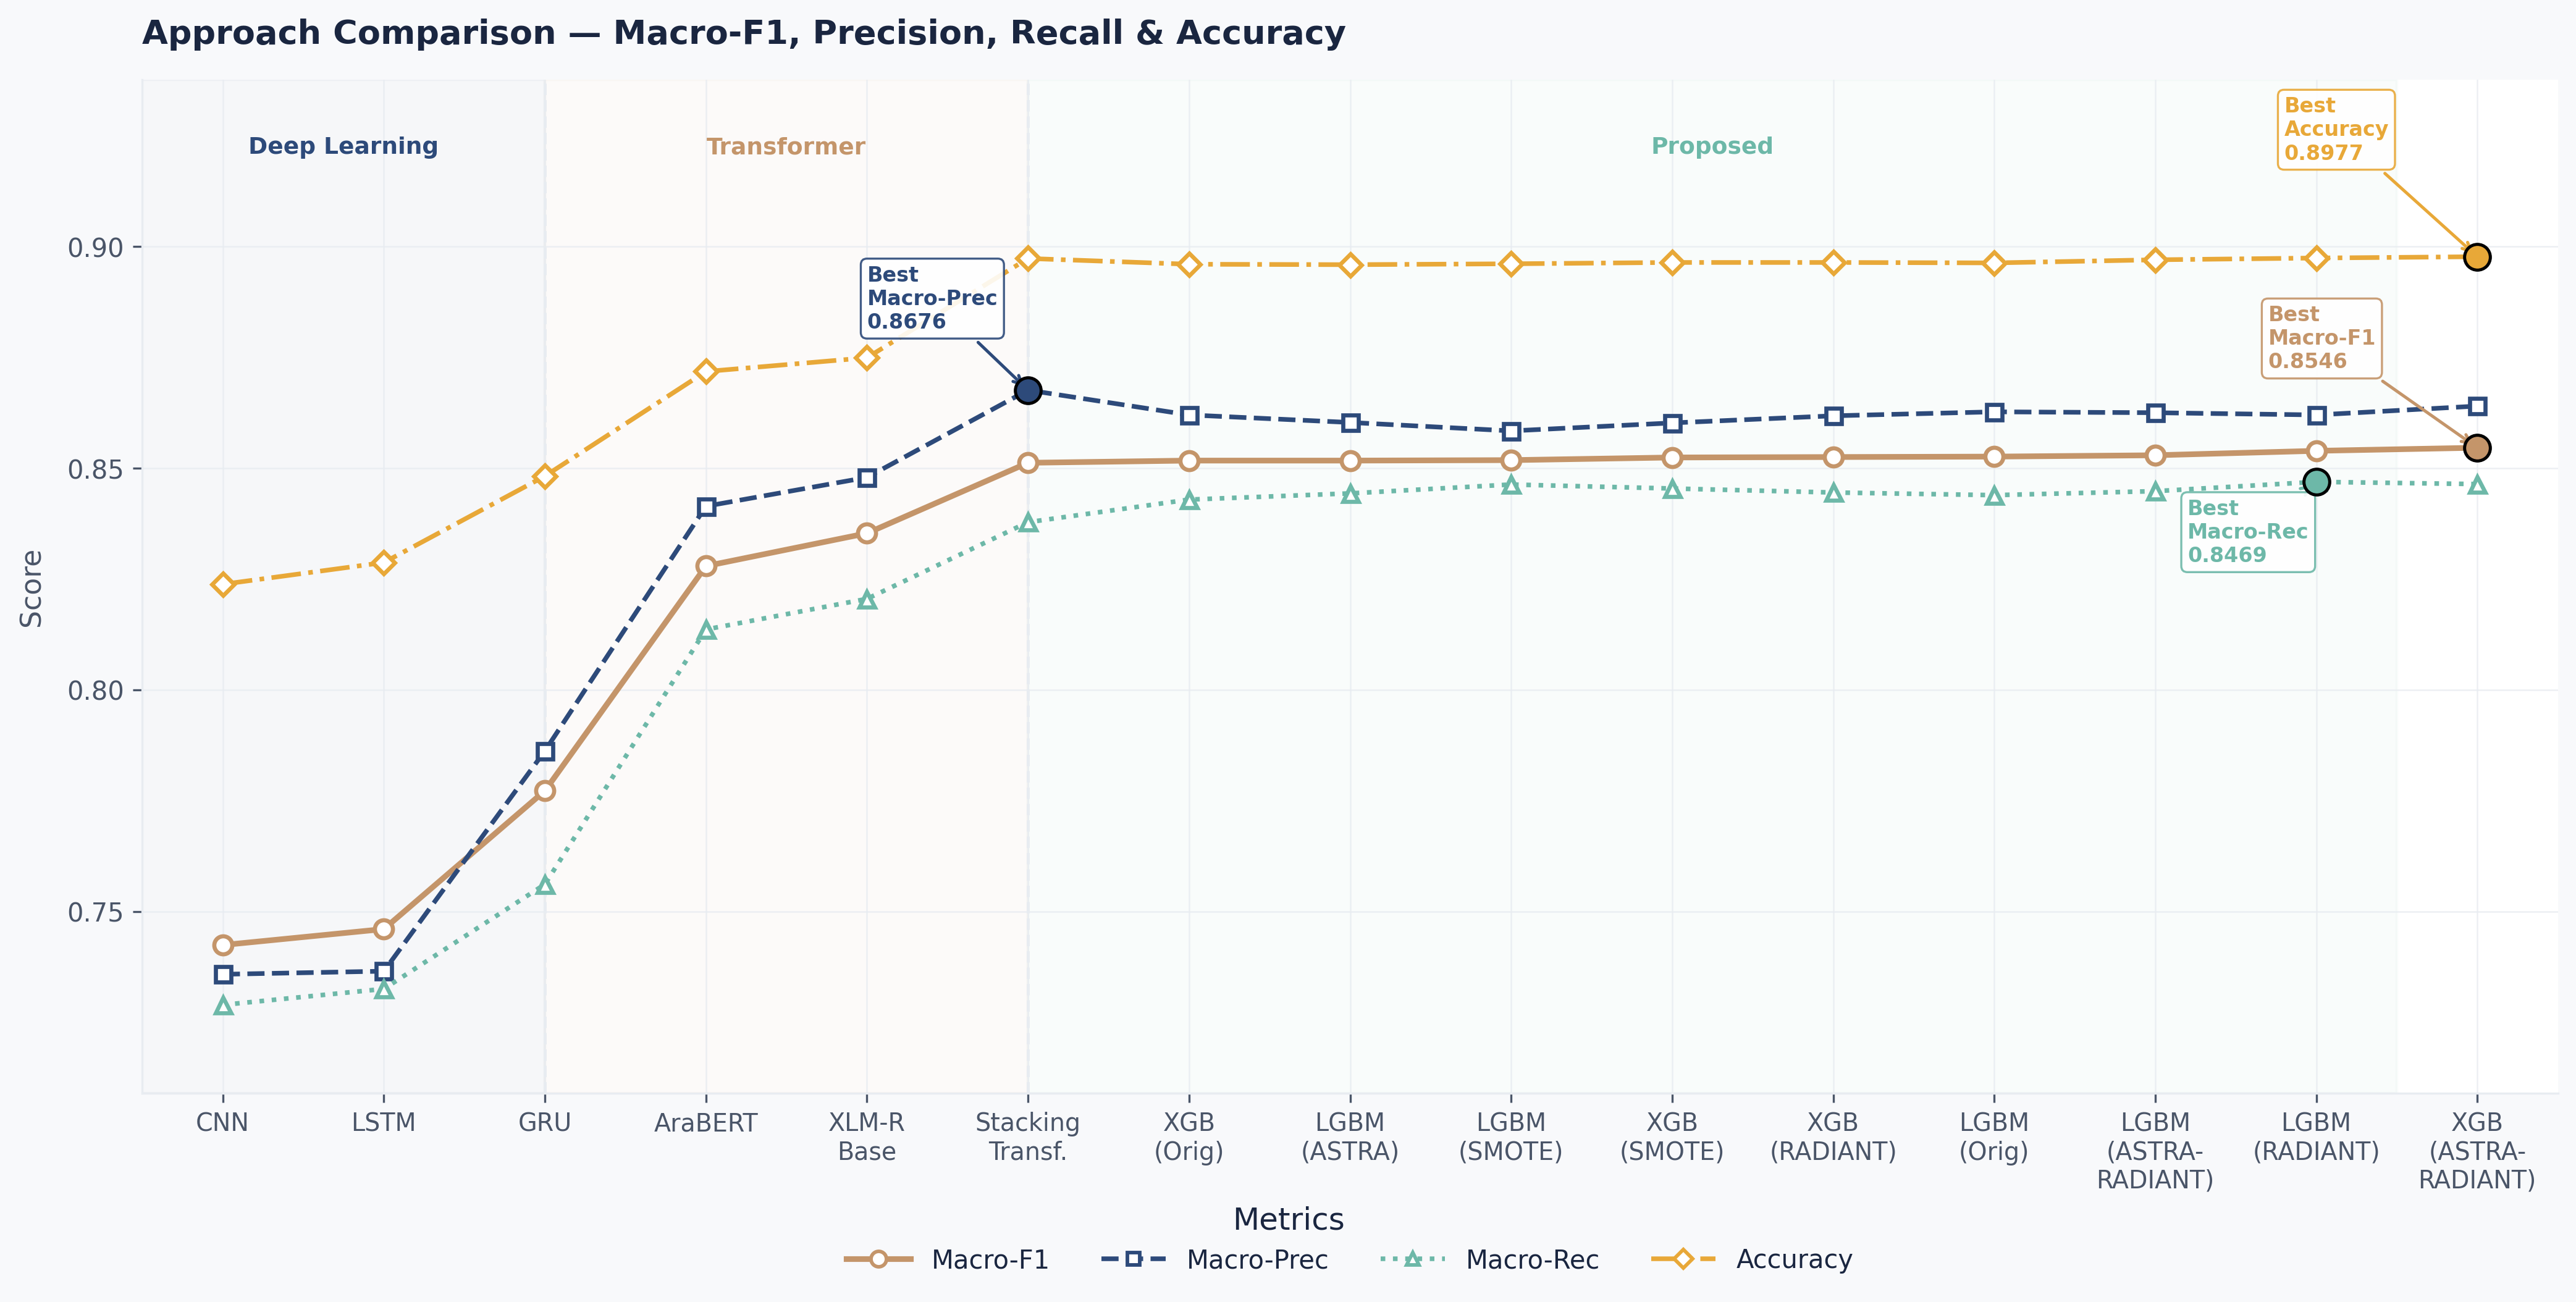 Approach Comparison — Macro-F1, Precision, Recall & Accuracy
Deep Learning
Transformer
Proposed
Best
Accuracy
0.8977
Best
Macro-Prec
0.8676
Best
Macro-F1
0.8546
Best
Macro-Rec
0.8469
Score
0.90
0.85
0.80
0.75
CNN
LSTM
GRU
AraBERT
XLM-R
Base
Stacking
Transf.
XGB
(Orig)
LGBM
(ASTRA)
LGBM
(SMOTE)
XGB
(SMOTE)
XGB
(RADIANT)
LGBM
(Orig)
LGBM
(ASTRA-
RADIANT)
LGBM
(RADIANT)
XGB
(ASTRA-
RADIANT)
Metrics
Macro-F1
Macro-Prec
Macro-Rec
Accuracy